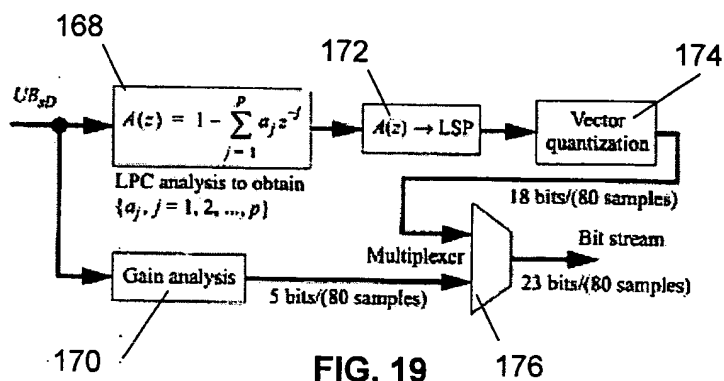 168
172
174
UB_sD
A(z) = 1 - \sum_{j=1}^{p} a_j z^{-j}
A(z) → LSP
Vector
quantization
LPC analysis to obtain
{a_j, j = 1, 2, ..., p}
18 bits/(80 samples)
Multiplexer
Bit stream
Gain analysis
5 bits/(80 samples)
23 bits/(80 samples)
170
FIG. 19
176